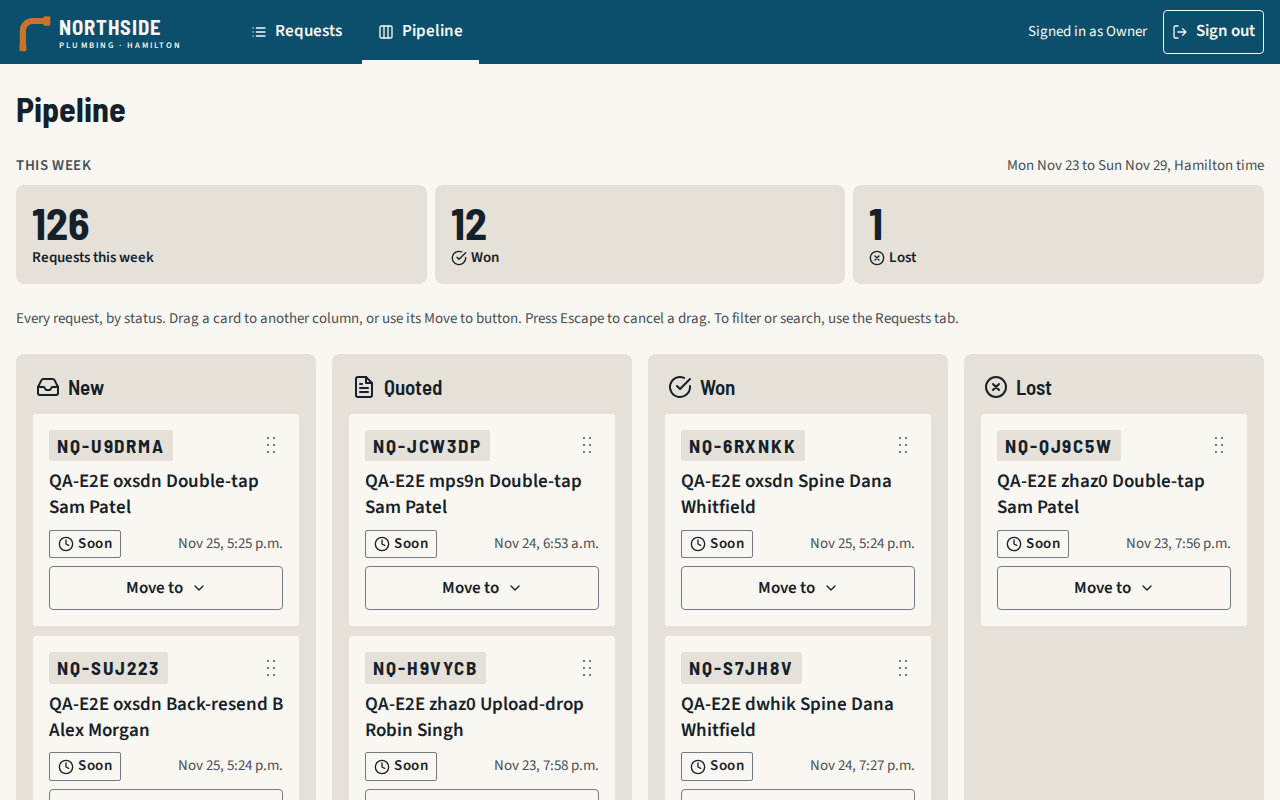 NORTHSIDE
PLUMBING · HAMILTON
Requests
Pipeline
Signed in as Owner
Sign out
Pipeline
THIS WEEK
Mon Nov 23 to Sun Nov 29, Hamilton time
126
Requests this week
12
Won
1
Lost
Every request, by status. Drag a card to another column, or use its Move to button. Press Escape to cancel a drag. To filter or search, use the Requests tab.
New
NQ-U9DRMA
QA-E2E oxsdn Double-tap
Sam Patel
Soon
Nov 25, 5:25 p.m.
Move to
NQ-SUJ223
QA-E2E oxsdn Back-resend B
Alex Morgan
Soon
Nov 25, 5:24 p.m.
Quoted
NQ-JCW3DP
QA-E2E mps9n Double-tap
Sam Patel
Soon
Nov 24, 6:53 a.m.
Move to
NQ-H9VYCB
QA-E2E zhaz0 Upload-drop
Robin Singh
Soon
Nov 23, 7:58 p.m.
Won
NQ-6RXNKK
QA-E2E oxsdn Spine Dana
Whitfield
Soon
Nov 25, 5:24 p.m.
Move to
NQ-S7JH8V
QA-E2E dwhik Spine Dana
Whitfield
Soon
Nov 24, 7:27 p.m.
Lost
NQ-QJ9C5W
QA-E2E zhaz0 Double-tap
Sam Patel
Soon
Nov 23, 7:56 p.m.
Move to